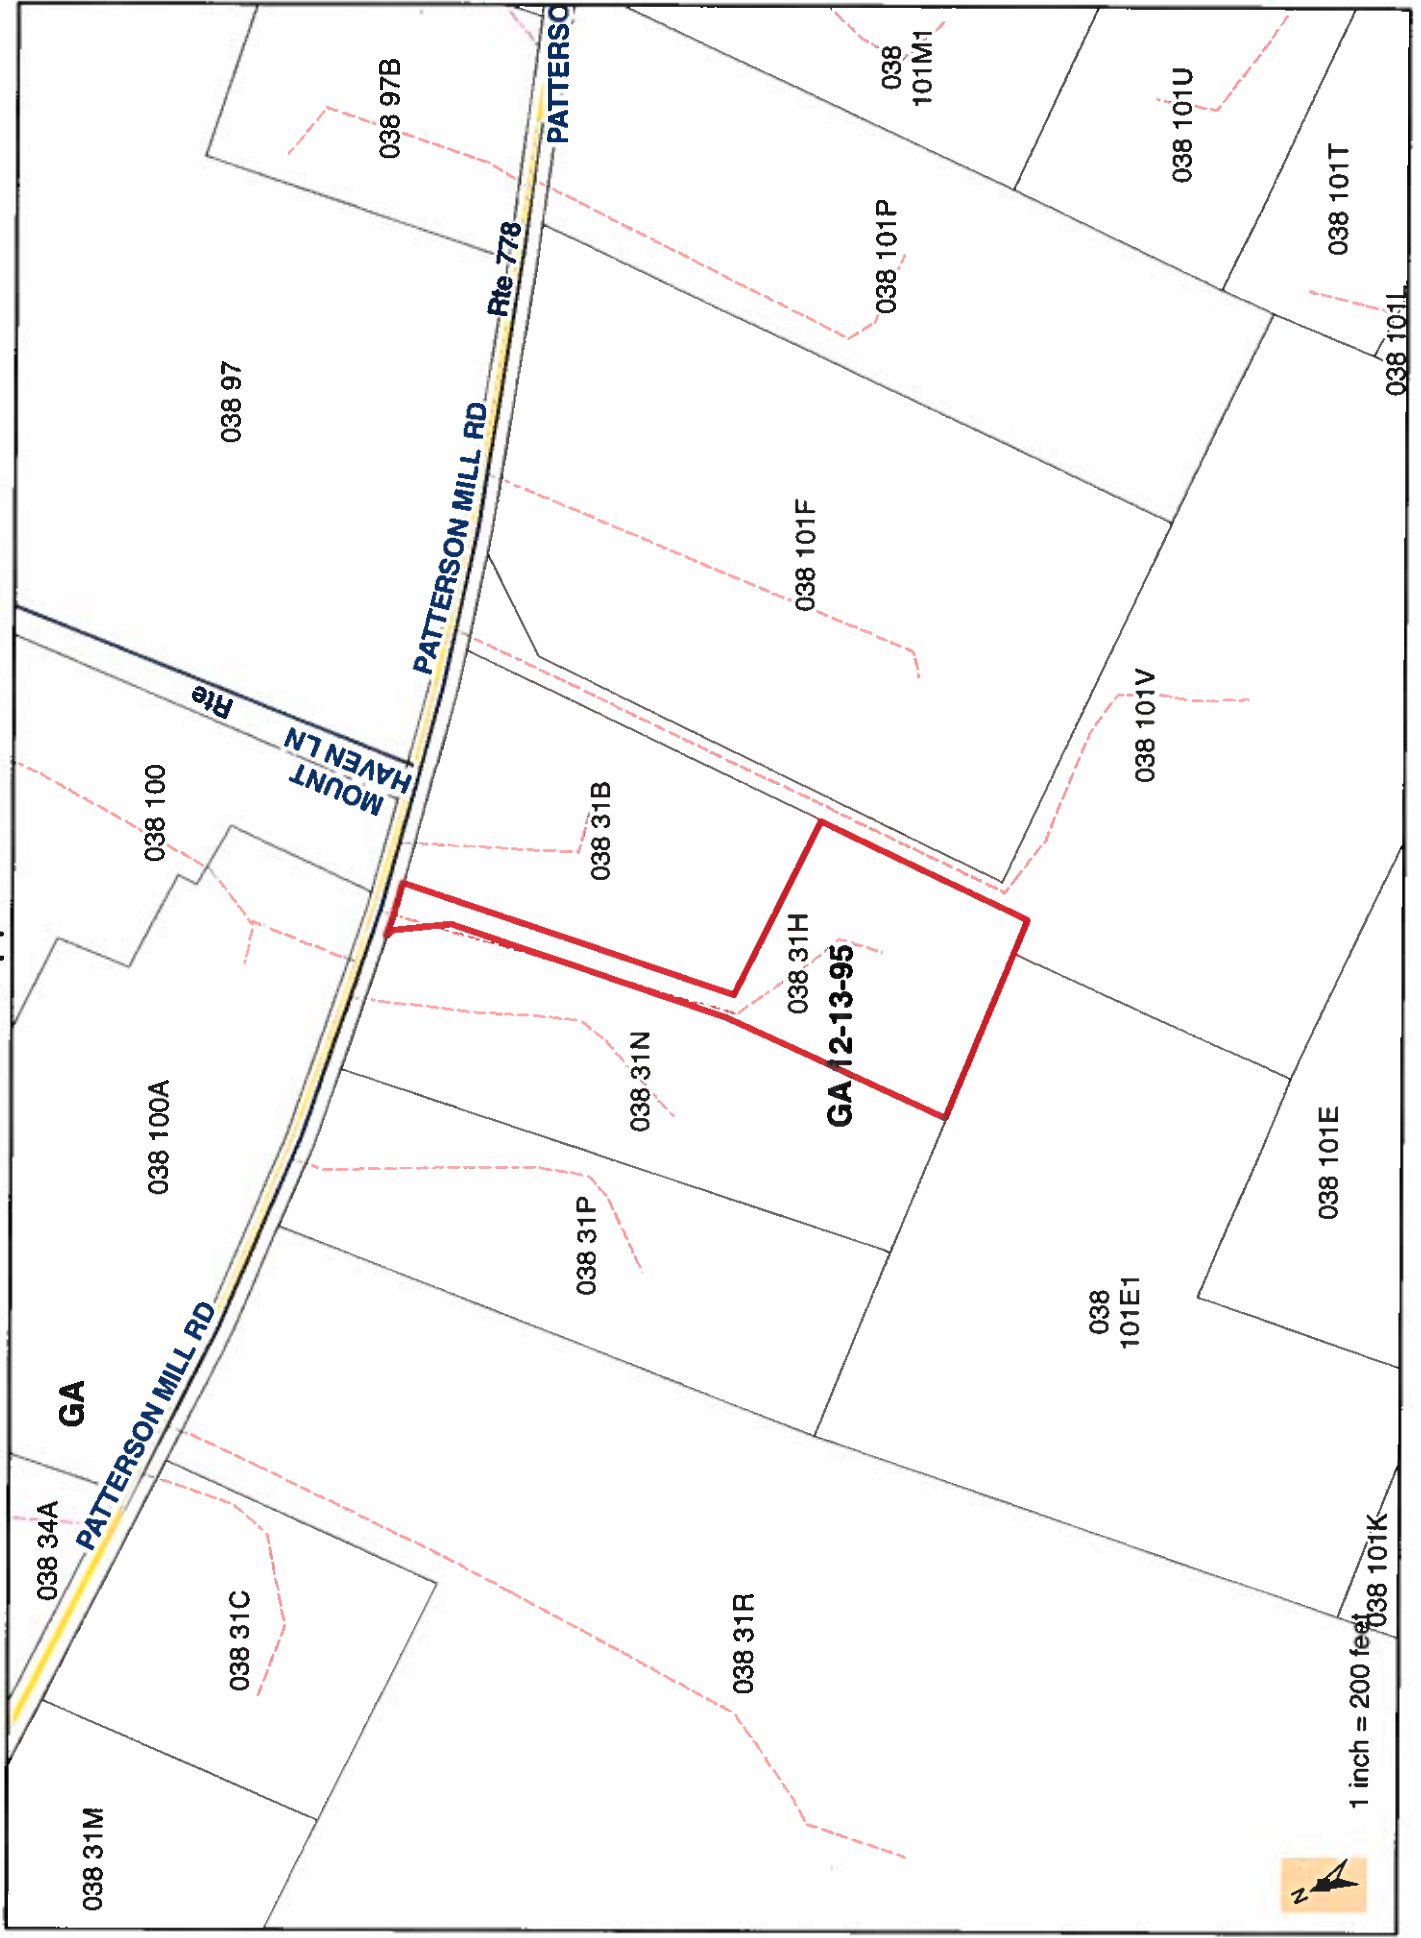 038 31M
038 34A
GA
038 100A
038 100
038 97
038 97B
PATTERSON MILL RD
038 31C
MOUNT
HAVEN LN
Rte
PATTERSON MILL RD
Rte-778
PATTERSO
038 31P
038 31N
038 31B
038 31R
038 31H
GA 12-13-95
038 101F
038 101P
038
101M1
038
101E1
038 101V
038 101U
038 101E
038 101T
038 101K
1 inch = 200 feet
N